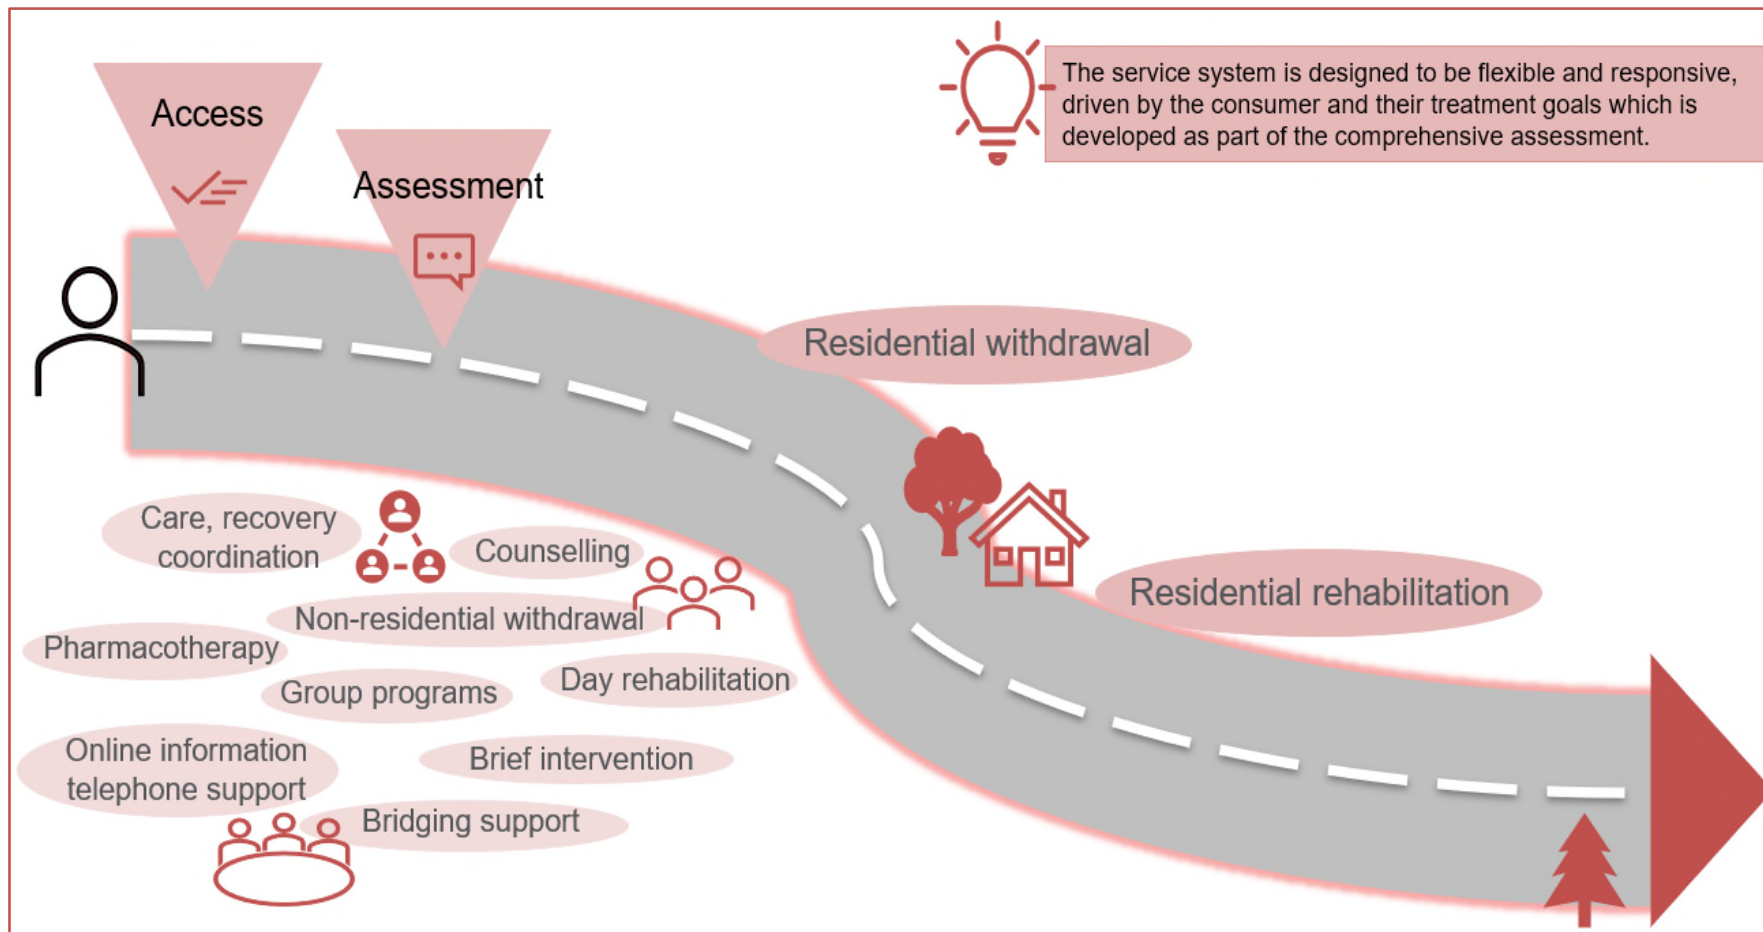 Access
Assessment
The service system is designed to be flexible and responsive,
driven by the consumer and their treatment goals which is
developed as part of the comprehensive assessment.
Residential withdrawal
Residential rehabilitation
Care, recovery
coordination
Counselling
Non-residential withdrawal
Pharmacotherapy
Group programs
Day rehabilitation
Online information
telephone support
Brief intervention
Bridging support